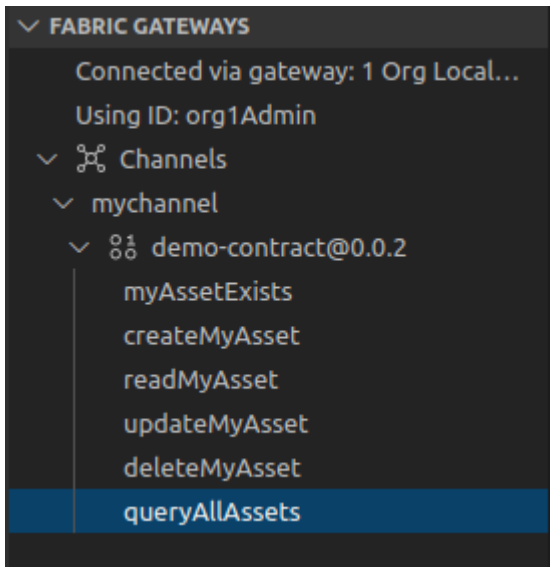 FABRIC GATEWAYS
Connected via gateway: 1 Org Local...
Using ID: org1Admin
Channels
mychannel
demo-contract@0.0.2
myAssetExists
createMyAsset
readMyAsset
updateMyAsset
deleteMyAsset
queryAllAssets